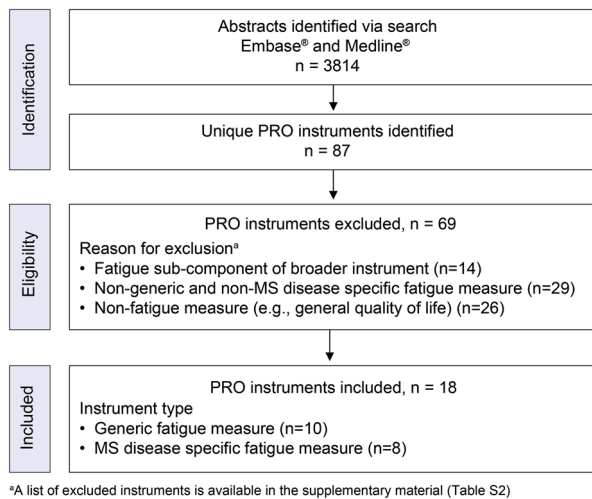 Identification
Abstracts identified via search
Embase® and Medline®
n = 3814
Unique PRO instruments identified
n = 87
Eligibility
PRO instruments excluded, n = 69
Reason for exclusionᵃ
• Fatigue sub-component of broader instrument (n=14)
• Non-generic and non-MS disease specific fatigue measure (n=29)
• Non-fatigue measure (e.g., general quality of life) (n=26)
Included
PRO instruments included, n = 18
Instrument type
• Generic fatigue measure (n=10)
• MS disease specific fatigue measure (n=8)
ᵃA list of excluded instruments is available in the supplementary material (Table S2)